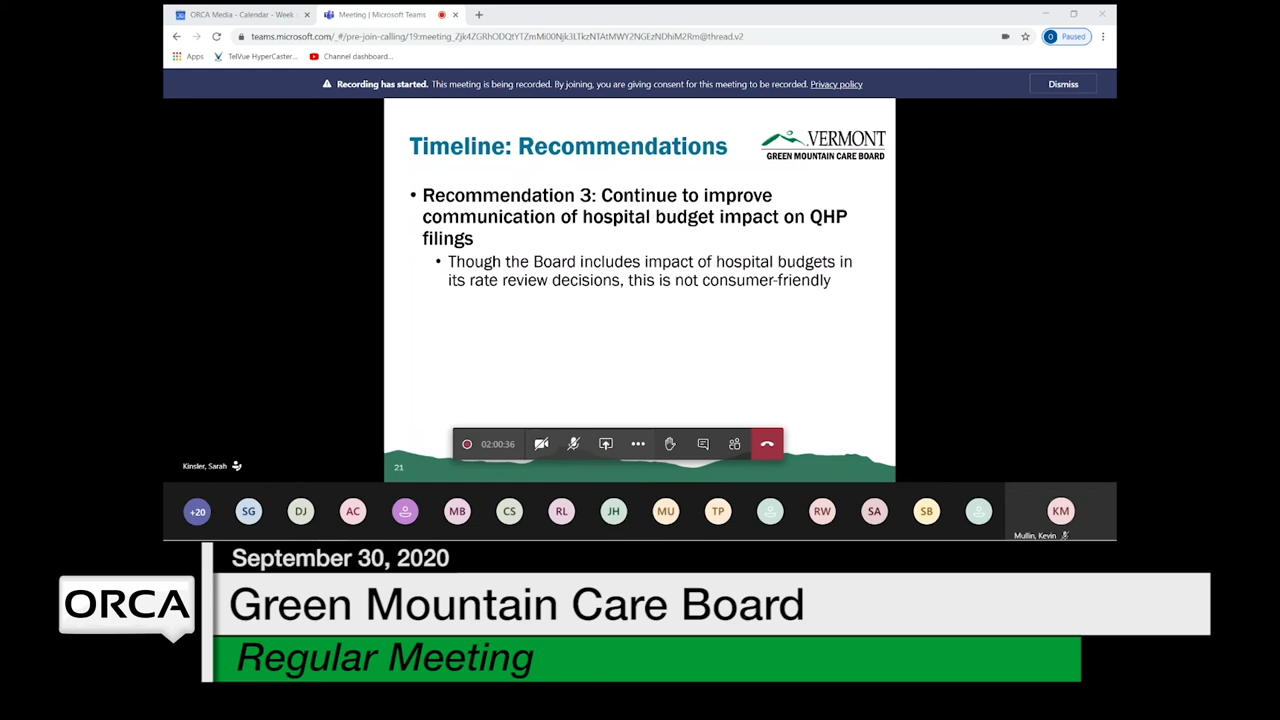 ORCA Media - Calendar - Week
Meeting | Microsoft Teams
teams.microsoft.com/_#/pre-join-calling/19:meeting_Zjk4ZGRhODQtYTZmMi00Njk3LTkzNTAtMWY2NGEzNDhiM2Rm@thread.v2
O Paused
Apps TelVue HyperCaster... Channel dashboard...
Recording has started. This meeting is being recorded. By joining, you are giving consent for this meeting to be recorded. Privacy policy
Dismiss
Timeline: Recommendations
VERMONT
GREEN MOUNTAIN CARE BOARD
• Recommendation 3: Continue to improve
communication of hospital budget impact on QHP
filings
• Though the Board includes impact of hospital budgets in
its rate review decisions, this is not consumer-friendly
02:00:36
Kinsler, Sarah
21
+20 SG DJ AC MB CS RL JH MU TP RW SA SB KM
Mullin, Kevin
September 30, 2020
ORCA
Green Mountain Care Board
Regular Meeting